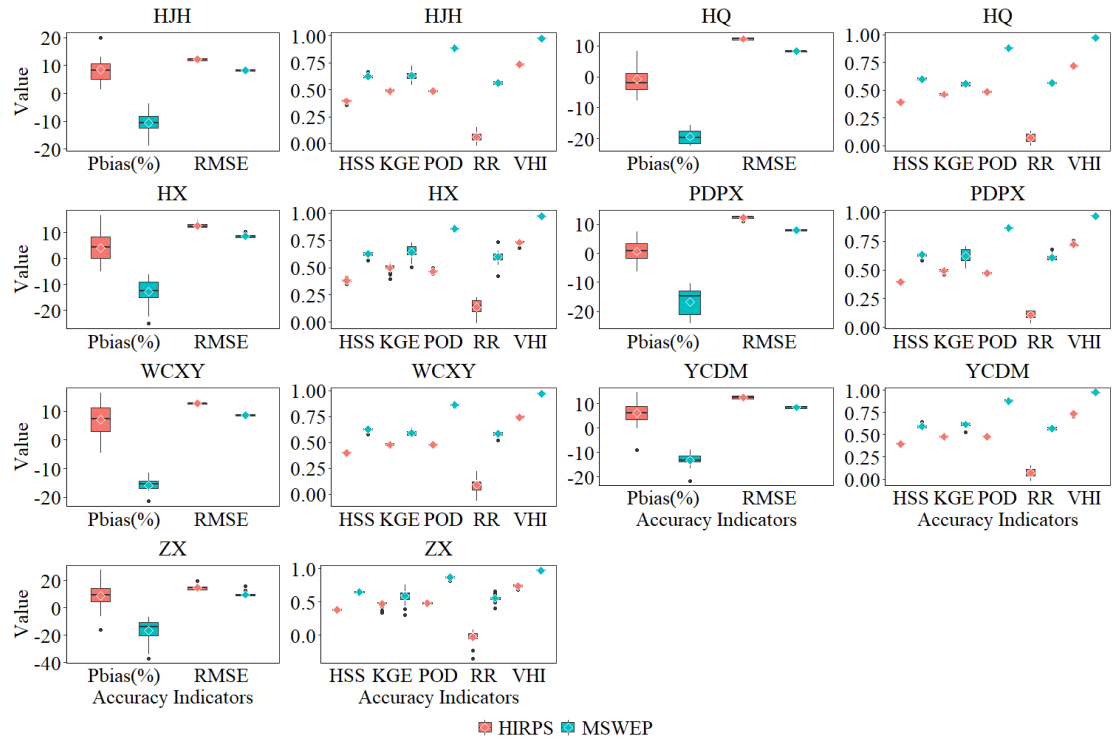 HJH
HJH
HQ
HQ
Value
20
10
0
-10
-20
Pbias(%) RMSE
1.00
0.75
0.50
0.25
0.00
HSS KGE POD RR VHI
10
0
-10
-20
Pbias(%) RMSE
1.00
0.75
0.50
0.25
0.00
HSS KGE POD RR VHI
HX
HX
PDPX
PDPX
Value
10
0
-10
-20
Pbias(%) RMSE
1.00
0.75
0.50
0.25
0.00
HSS KGE POD RR VHI
10
0
-10
-20
Pbias(%) RMSE
1.00
0.75
0.50
0.25
0.00
HSS KGE POD RR VHI
WCXY
WCXY
YCDM
YCDM
Value
10
0
-10
-20
Pbias(%) RMSE
1.00
0.75
0.50
0.25
0.00
HSS KGE POD RR VHI
10
0
-10
-20
Pbias(%) RMSE
Accuracy Indicators
1.00
0.75
0.50
0.25
0.00
HSS KGE POD RR VHI
Accuracy Indicators
ZX
ZX
Value
20
0
-20
-40
Pbias(%) RMSE
Accuracy Indicators
1.0
0.5
0.0
HSS KGE POD RR VHI
Accuracy Indicators
HIRPS MSWEP